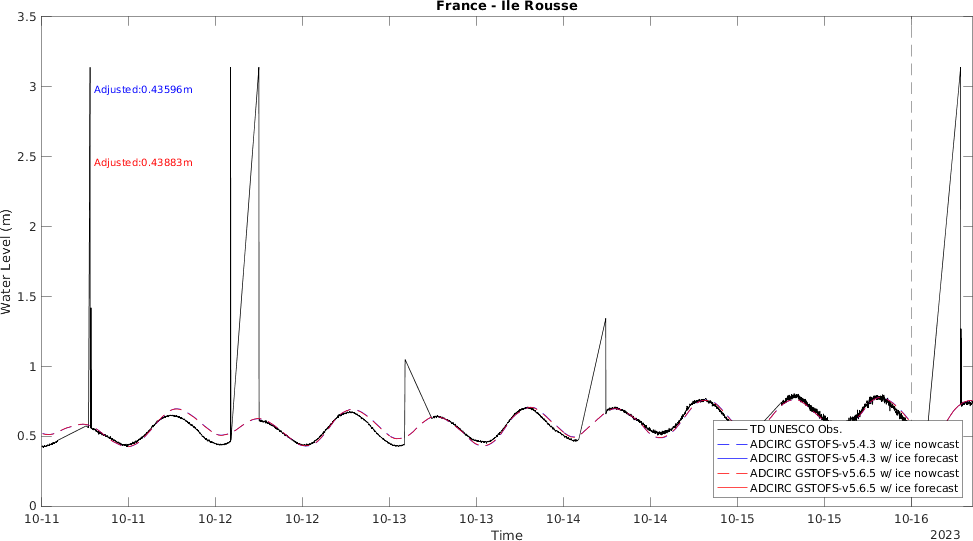 France - Ile Rousse
3.5
3
2.5
2
1.5
1
0.5
0
Water Level (m)
Adjusted:0.43596m
Adjusted:0.43883m
TD UNESCO Obs.
ADCIRC GSTOFS-v5.4.3 w/ ice nowcast
ADCIRC GSTOFS-v5.4.3 w/ ice forecast
ADCIRC GSTOFS-v5.6.5 w/ ice nowcast
ADCIRC GSTOFS-v5.6.5 w/ ice forecast
10-11 10-11 10-12 10-12 10-13 10-13 10-14 10-14 10-15 10-15 10-16
Time
2023